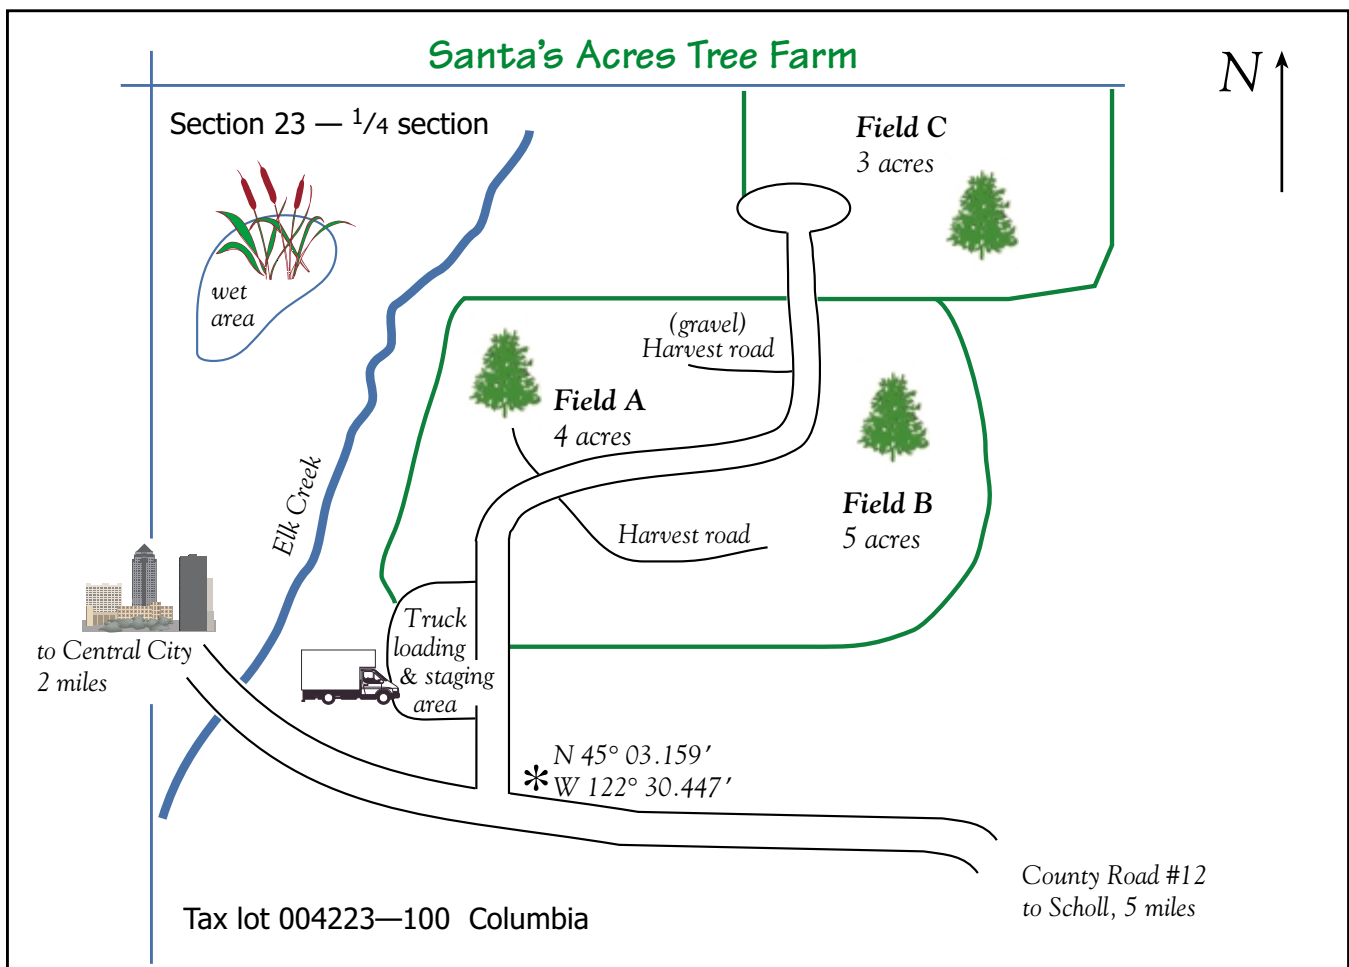 Santa's Acres Tree Farm
N
Section 23 — 1/4 section
Field C
3 acres
wet
area
(gravel)
Harvest road
Field A
4 acres
Elk Creek
Field B
5 acres
Harvest road
Truck
loading
& staging
area
to Central City
2 miles
N 45° 03.159′
* W 122° 30.447′
County Road #12
to Scholl, 5 miles
Tax lot 004223—100 Columbia